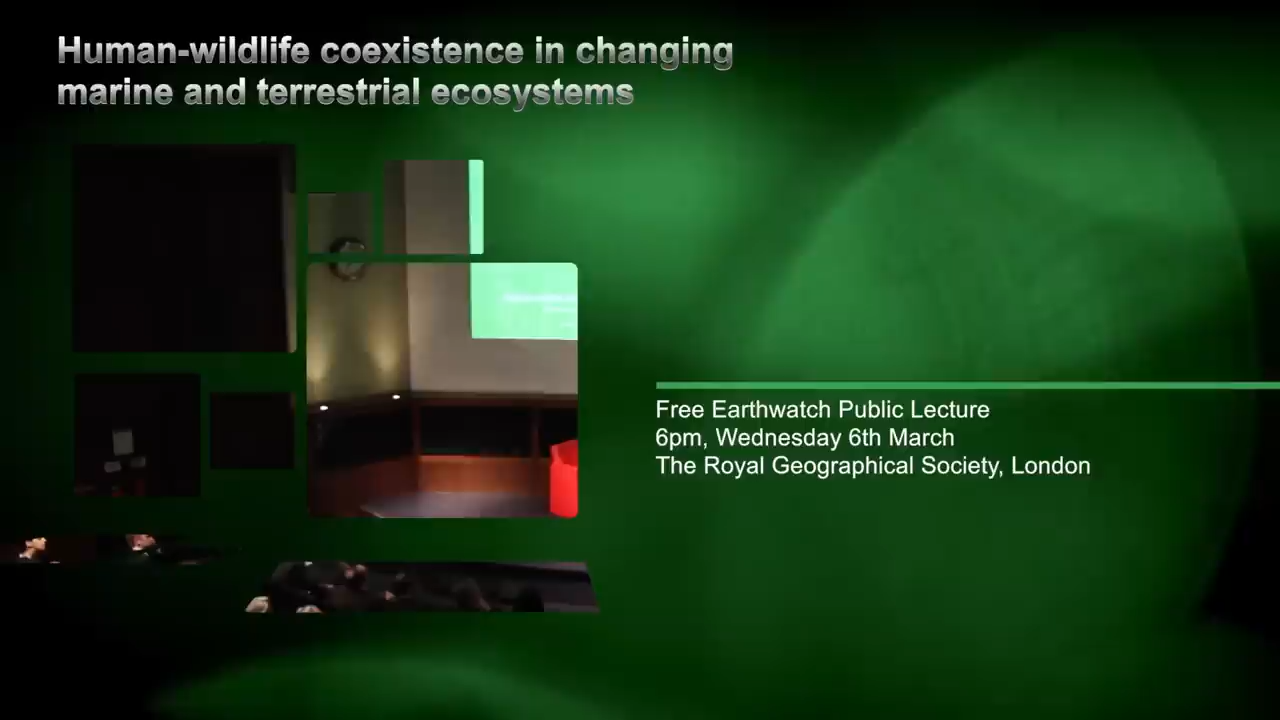 Human-wildlife coexistence in changing
marine and terrestrial ecosystems
Free Earthwatch Public Lecture
6pm, Wednesday 6th March
The Royal Geographical Society, London